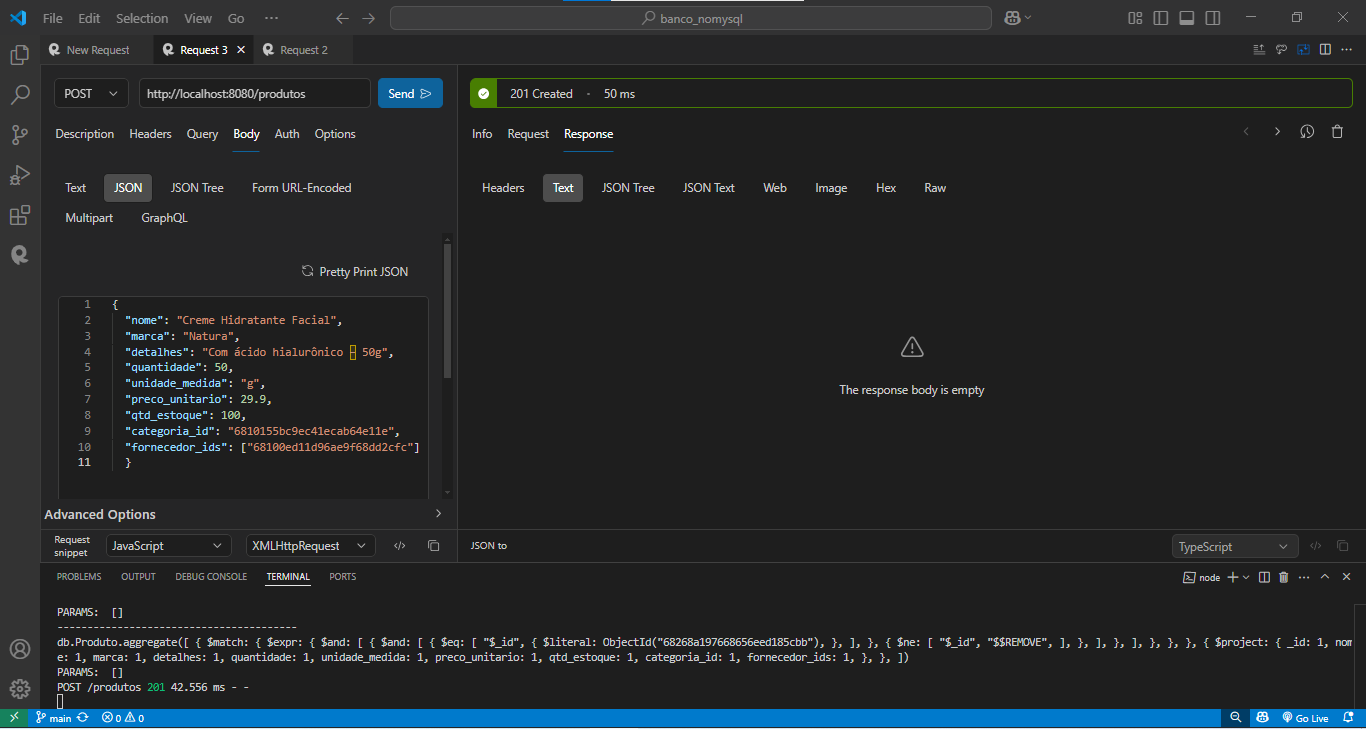 File Edit Selection View Go ··· banco_nomysql
New Request Request 3 Request 2
POST http://localhost:8080/produtos Send
Description Headers Query Body Auth Options
Text JSON JSON Tree Form URL-Encoded
Multipart GraphQL
Pretty Print JSON
1 {
2 "nome": "Creme Hidratante Facial",
3 "marca": "Natura",
4 "detalhes": "Com ácido hialurônico – 50g",
5 "quantidade": 50,
6 "unidade_medida": "g",
7 "preco_unitario": 29.9,
8 "qtd_estoque": 100,
9 "categoria_id": "6810155bc9ec41ecab64e11e",
10 "fornecedor_ids": ["68100ed11d96ae9f68dd2cfc"]
11 }
Advanced Options
Request snippet JavaScript XMLHttpRequest
201 Created · 50 ms
Info Request Response
Headers Text JSON Tree JSON Text Web Image Hex Raw
The response body is empty
JSON to TypeScript
PROBLEMS OUTPUT DEBUG CONSOLE TERMINAL PORTS node
PARAMS: []
----------------------------------------
db.Produto.aggregate([ { $match: { $expr: { $and: [ { $and: [ { $eq: [ "$_id", { $literal: ObjectId("68268a197668656eed185cbb"), }, ], }, { $ne: [ "$_id", "$$REMOVE", ], }, ], }, ], }, }, }, { $project: { _id: 1, nom
e: 1, marca: 1, detalhes: 1, quantidade: 1, unidade_medida: 1, preco_unitario: 1, qtd_estoque: 1, categoria_id: 1, fornecedor_ids: 1, }, }, ])
PARAMS: []
POST /produtos 201 42.556 ms - -
main 0 0 Go Live